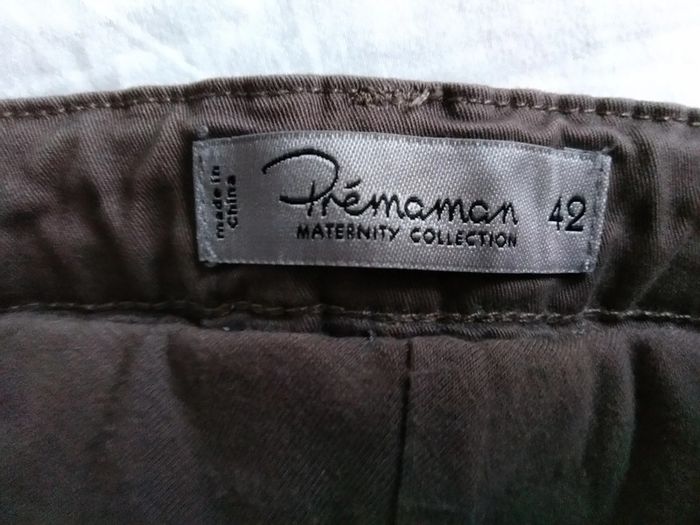 made in
China
Prémaman
MATERNITY COLLECTION
42